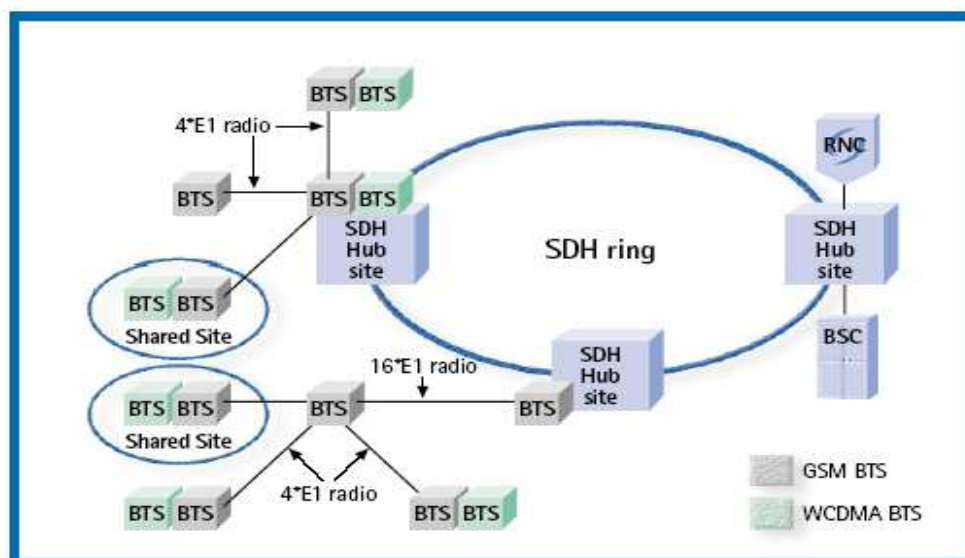 BTS BTS
4*E1 radio
RNC
BTS
BTS BTS
SDH
Hub
site
SDH ring
SDH
Hub
site
BTS BTS
Shared Site
BSC
SDH
Hub
site
16*E1 radio
BTS BTS
BTS
BTS
Shared Site
4*E1 radio
BTS BTS
BTS BTS
GSM BTS
WCDMA BTS